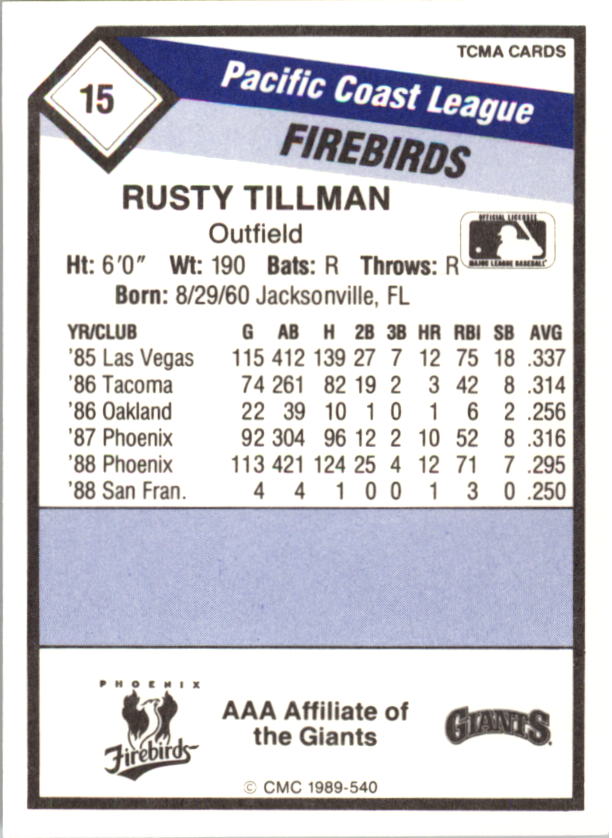 TCMA CARDS
15
Pacific Coast League
FIREBIRDS
RUSTY TILLMAN
Outfield
OFFICIAL LICENSEE
MAJOR LEAGUE BASEBALL
Ht: 6'0" Wt: 190 Bats: R Throws: R
Born: 8/29/60 Jacksonville, FL
YR/CLUB G AB H 2B 3B HR RBI SB AVG
'85 Las Vegas 115 412 139 27 7 12 75 18 .337
'86 Tacoma 74 261 82 19 2 3 42 8 .314
'86 Oakland 22 39 10 1 0 1 6 2 .256
'87 Phoenix 92 304 96 12 2 10 52 8 .316
'88 Phoenix 113 421 124 25 4 12 71 7 .295
'88 San Fran. 4 4 1 0 0 1 3 0 .250
PHOENIX
Firebirds
AAA Affiliate of
the Giants
GIANTS
© CMC 1989-540